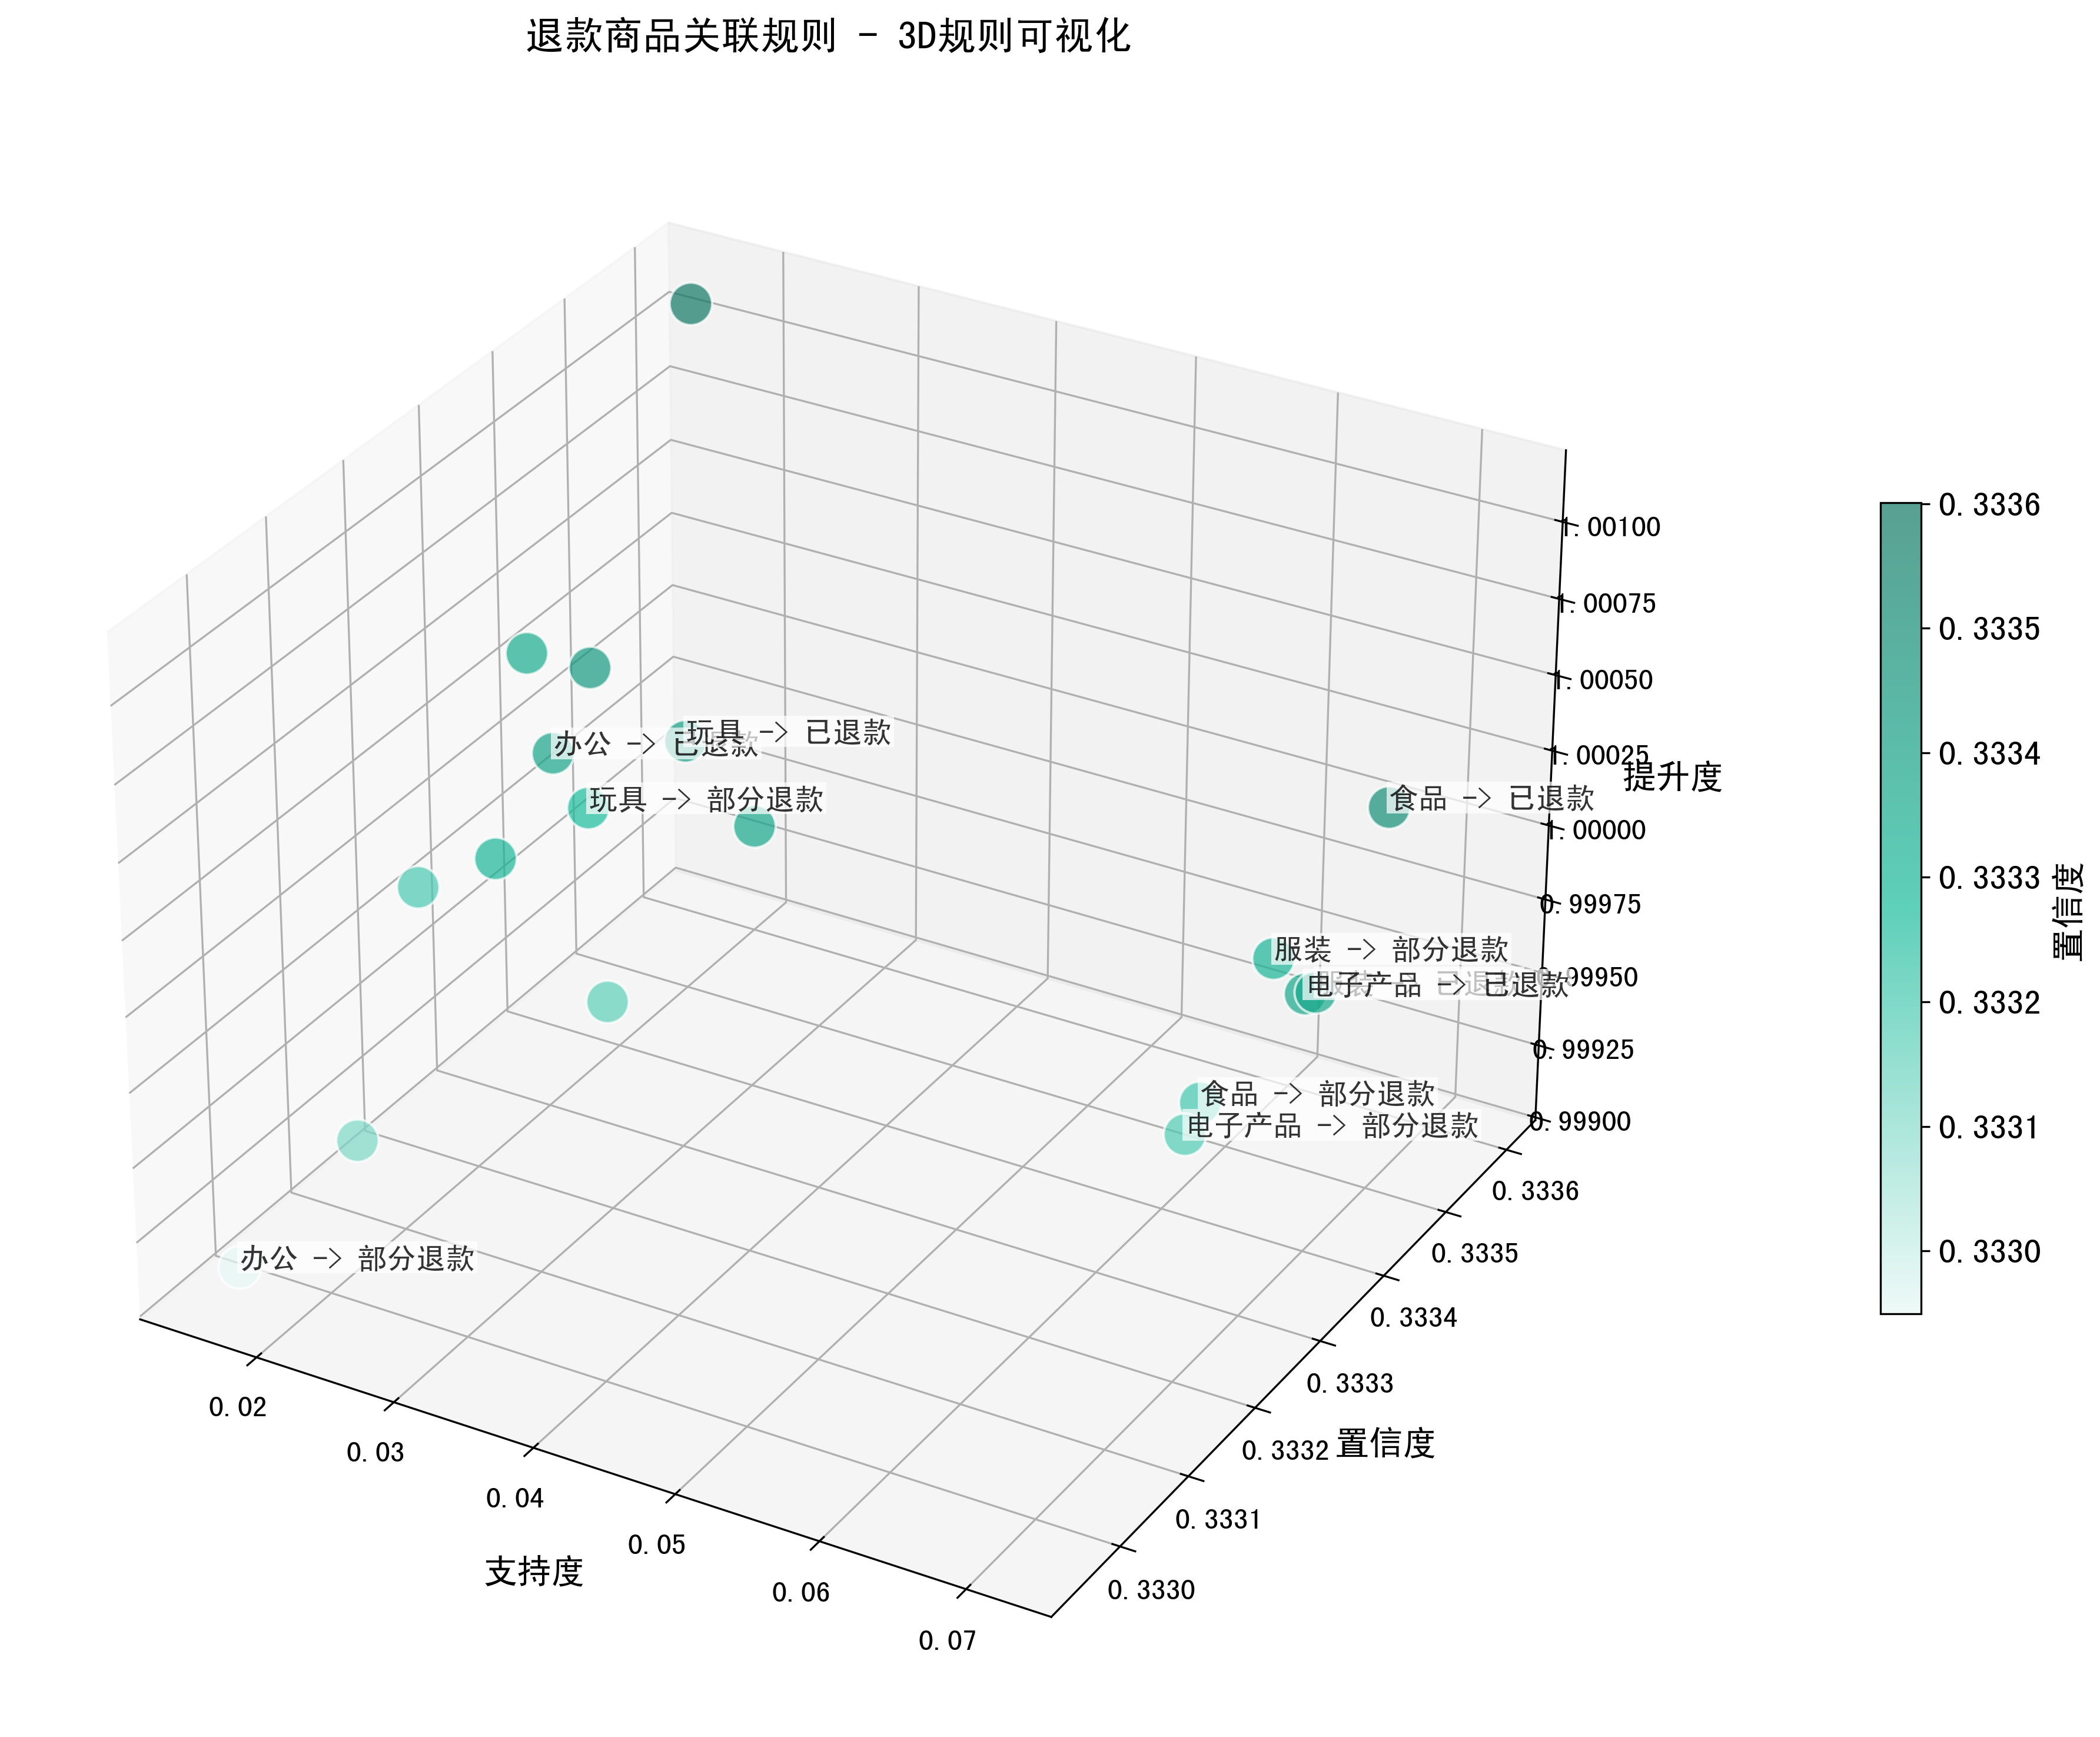 退款商品关联规则 - 3D规则可视化
玩具 -> 已退款
办公 -> 已退款
玩具 -> 部分退款
食品 -> 已退款
服装 -> 部分退款
服装 -> 已退款
电子产品 -> 已退款
食品 -> 部分退款
电子产品 -> 部分退款
办公 -> 部分退款
1.00100
1.00075
1.00050
1.00025
1.00000
0.99975
0.99950
0.99925
0.99900
提升度
0.3336
0.3335
0.3334
0.3333
0.3332
0.3331
0.3330
置信度
0.02
0.03
0.04
0.05
0.06
0.07
支持度
0.3336
0.3335
0.3334
0.3333
0.3332
0.3331
0.3330
置信度